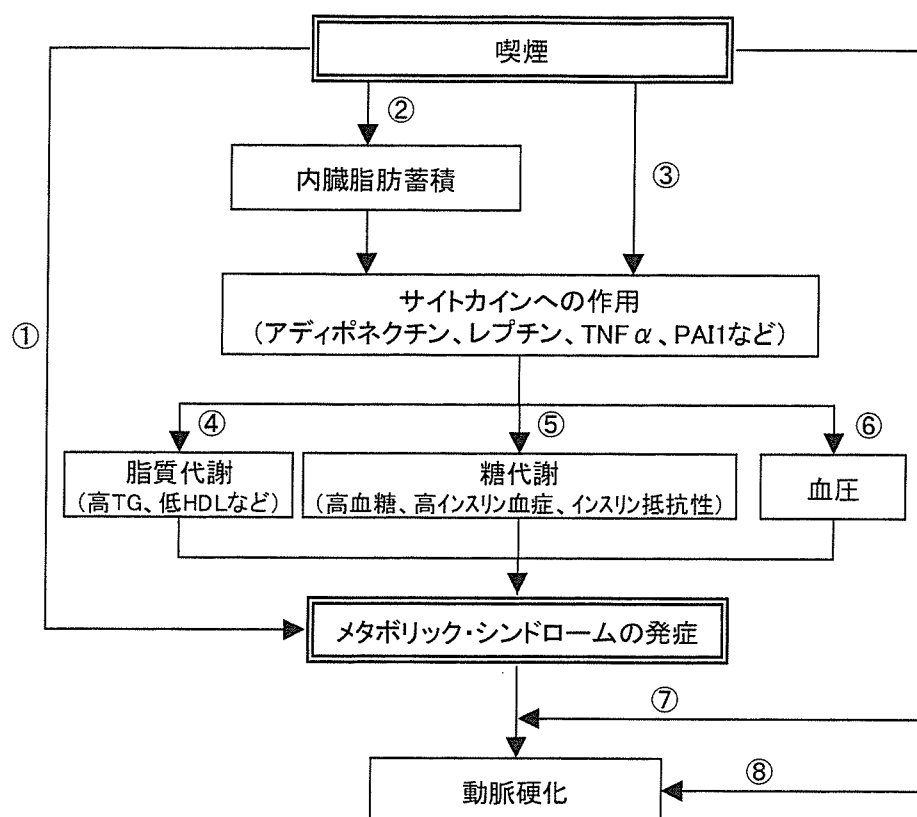 喫煙
②
内臓脂肪蓄積
③
サイトカインへの作用
（アディポネクチン、レプチン、TNFα、PAI1など）
①
④
⑤
⑥
脂質代謝
（高TG、低HDLなど）
糖代謝
（高血糖、高インスリン血症、インスリン抵抗性）
血圧
メタボリック・シンドロームの発症
⑦
⑧
動脈硬化